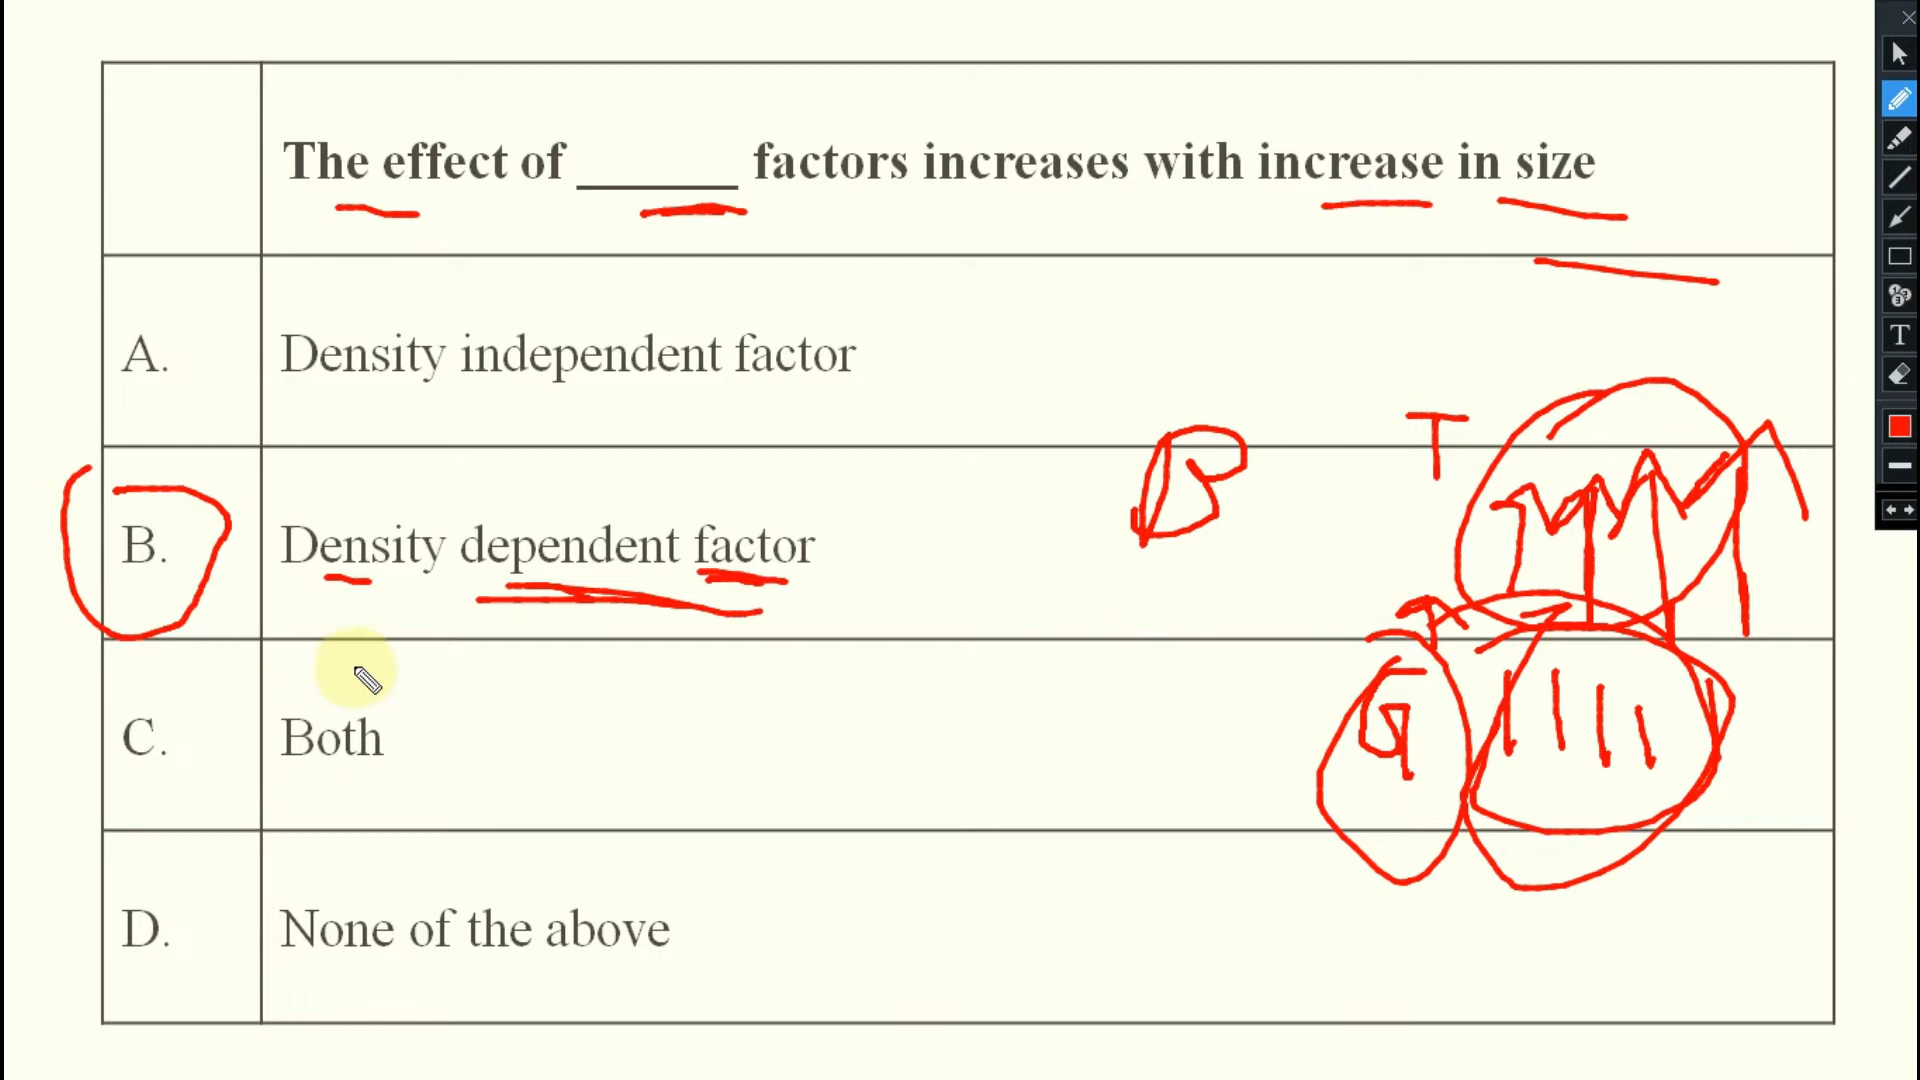 The effect of ______ factors increases with increase in size
A. Density independent factor
T
B
B. Density dependent factor
C. Both
D. None of the above
T